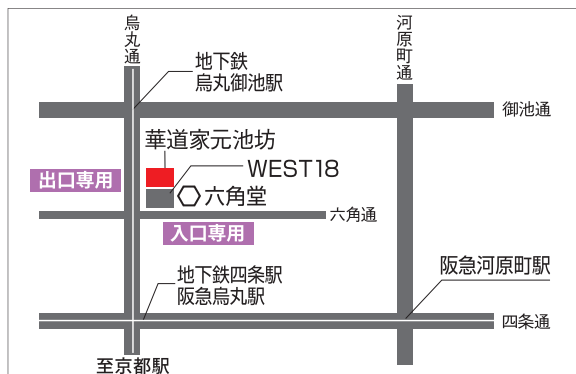 烏丸通
河原町通
地下鉄
烏丸御池駅
御池通
華道家元池坊
WEST18
出口専用
六角堂
六角通
入口専用
阪急河原町駅
地下鉄四条駅
阪急烏丸駅
四条通
至京都駅